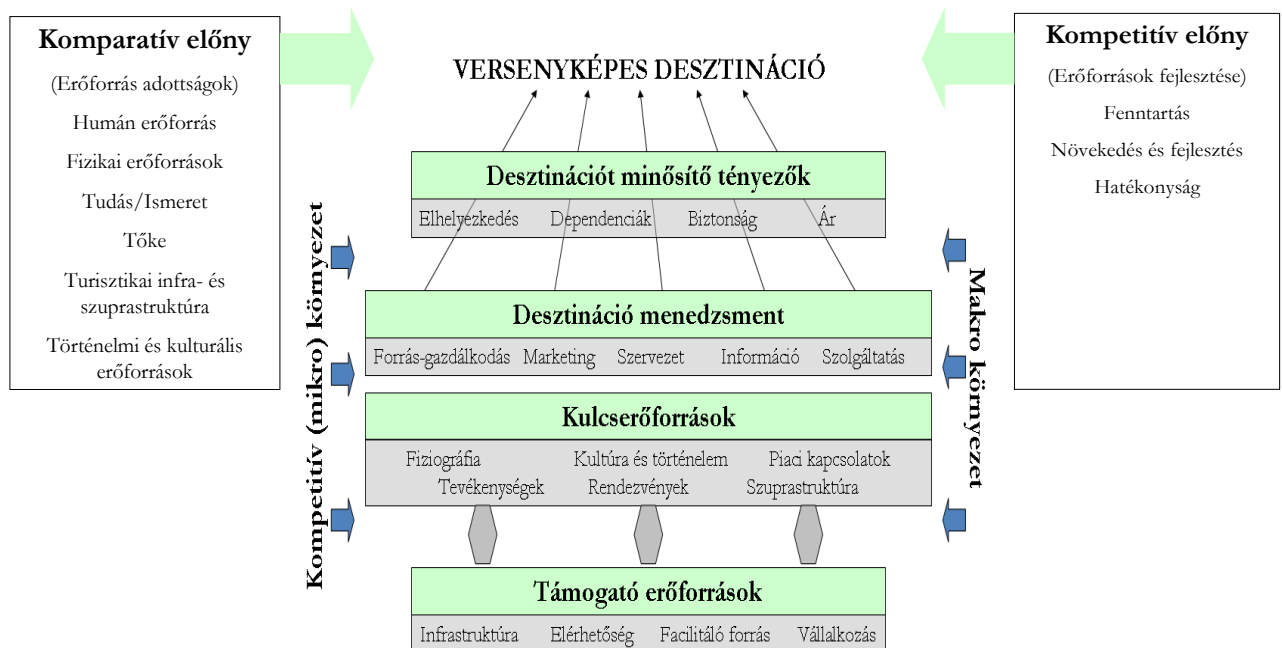 Komparatív előny
(Erőforrás adottságok)
Humán erőforrás
Fizikai erőforrások
Tudás/Ismeret
Tőke
Turisztikai infra- és
szuprastruktúra
Történelmi és kulturális
erőforrások
Kompetitív (mikro) környezet
VERSENYKÉPES DESZTINÁCIÓ
Desztinációt minősítő tényezők
Elhelyezkedés Dependenciák Biztonság Ár
Desztináció menedzsment
Forrás-gazdálkodás Marketing Szervezet Információ Szolgáltatás
Kulcserőforrások
Fiziográfia Kultúra és történelem Piaci kapcsolatok
Tevékenységek Rendezvények Szuprastruktúra
Támogató erőforrások
Infrastruktúra Elérhetőség Facilitáló forrás Vállalkozás
Makro környezet
Kompetitív előny
(Erőforrások fejlesztése)
Fenntartás
Növekedés és fejlesztés
Hatékonyság